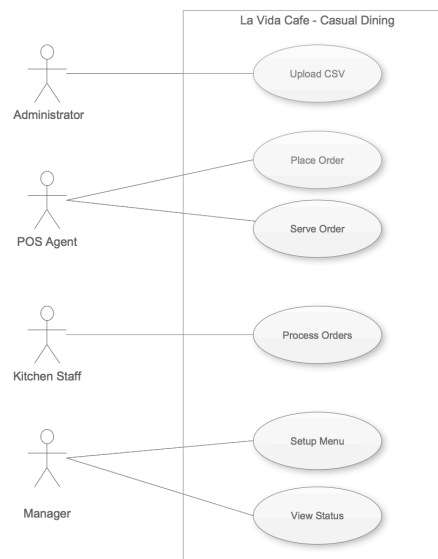 La Vida Cafe - Casual Dining
Upload CSV
Administrator
Place Order
Serve Order
POS Agent
Process Orders
Kitchen Staff
Setup Menu
Manager
View Status